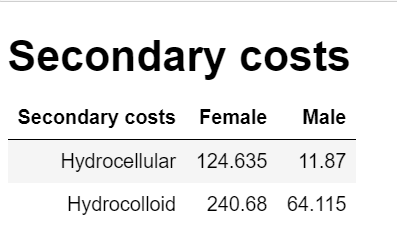 Secondary costs
Secondary costs Female Male
Hydrocellular 124.635 11.87
Hydrocolloid 240.68 64.115